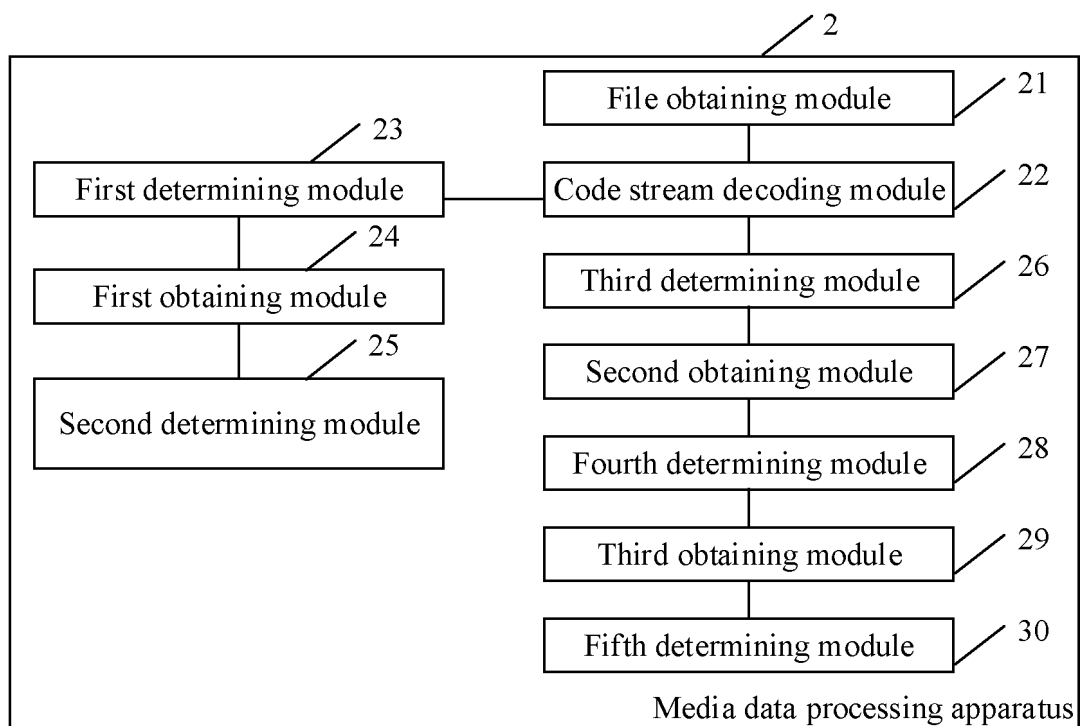 2
File obtaining module
21
23
First determining module
Code stream decoding module
22
24
First obtaining module
Third determining module
26
25
Second determining module
Second obtaining module
27
Fourth determining module
28
Third obtaining module
29
Fifth determining module
30
Media data processing apparatus